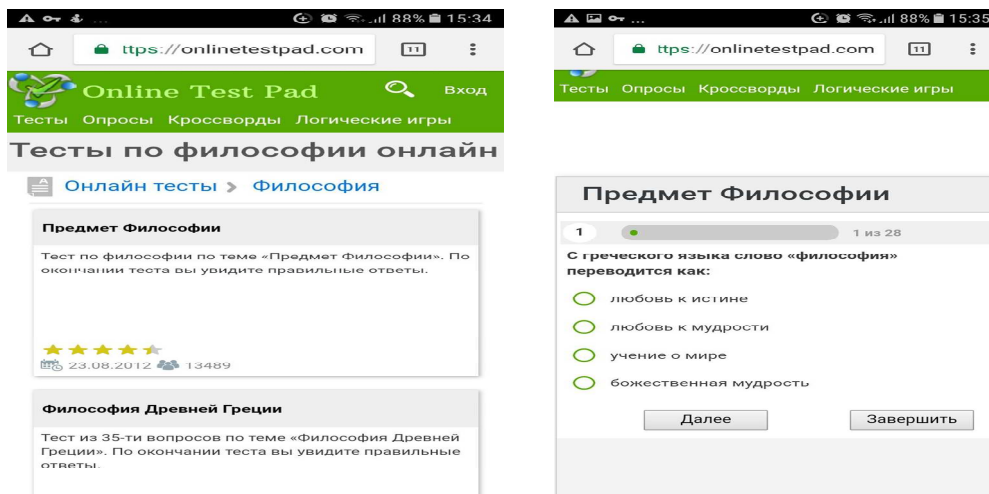 88% 15:34
ttps://onlinetestpad.com 11
Online Test Pad Вход
Тесты Опросы Кроссворды Логические игры
Тесты по философии онлайн
Онлайн тесты > Философия
Предмет Философии
Тест по философии по теме «Предмет Философии». По
окончании теста вы увидите правильные ответы.
23.08.2012 13489
Философия Древней Греции
Тест из 35-ти вопросов по теме «Философия Древней
Греции». По окончании теста вы увидите правильные
ответы.
... 88% 15:35
ttps://onlinetestpad.com 11
Тесты Опросы Кроссворды Логические игры
Предмет Философии
1 1 из 28
С греческого языка слово «философия»
переводится как:
любовь к истине
любовь к мудрости
учение о мире
божественная мудрость
Далее Завершить